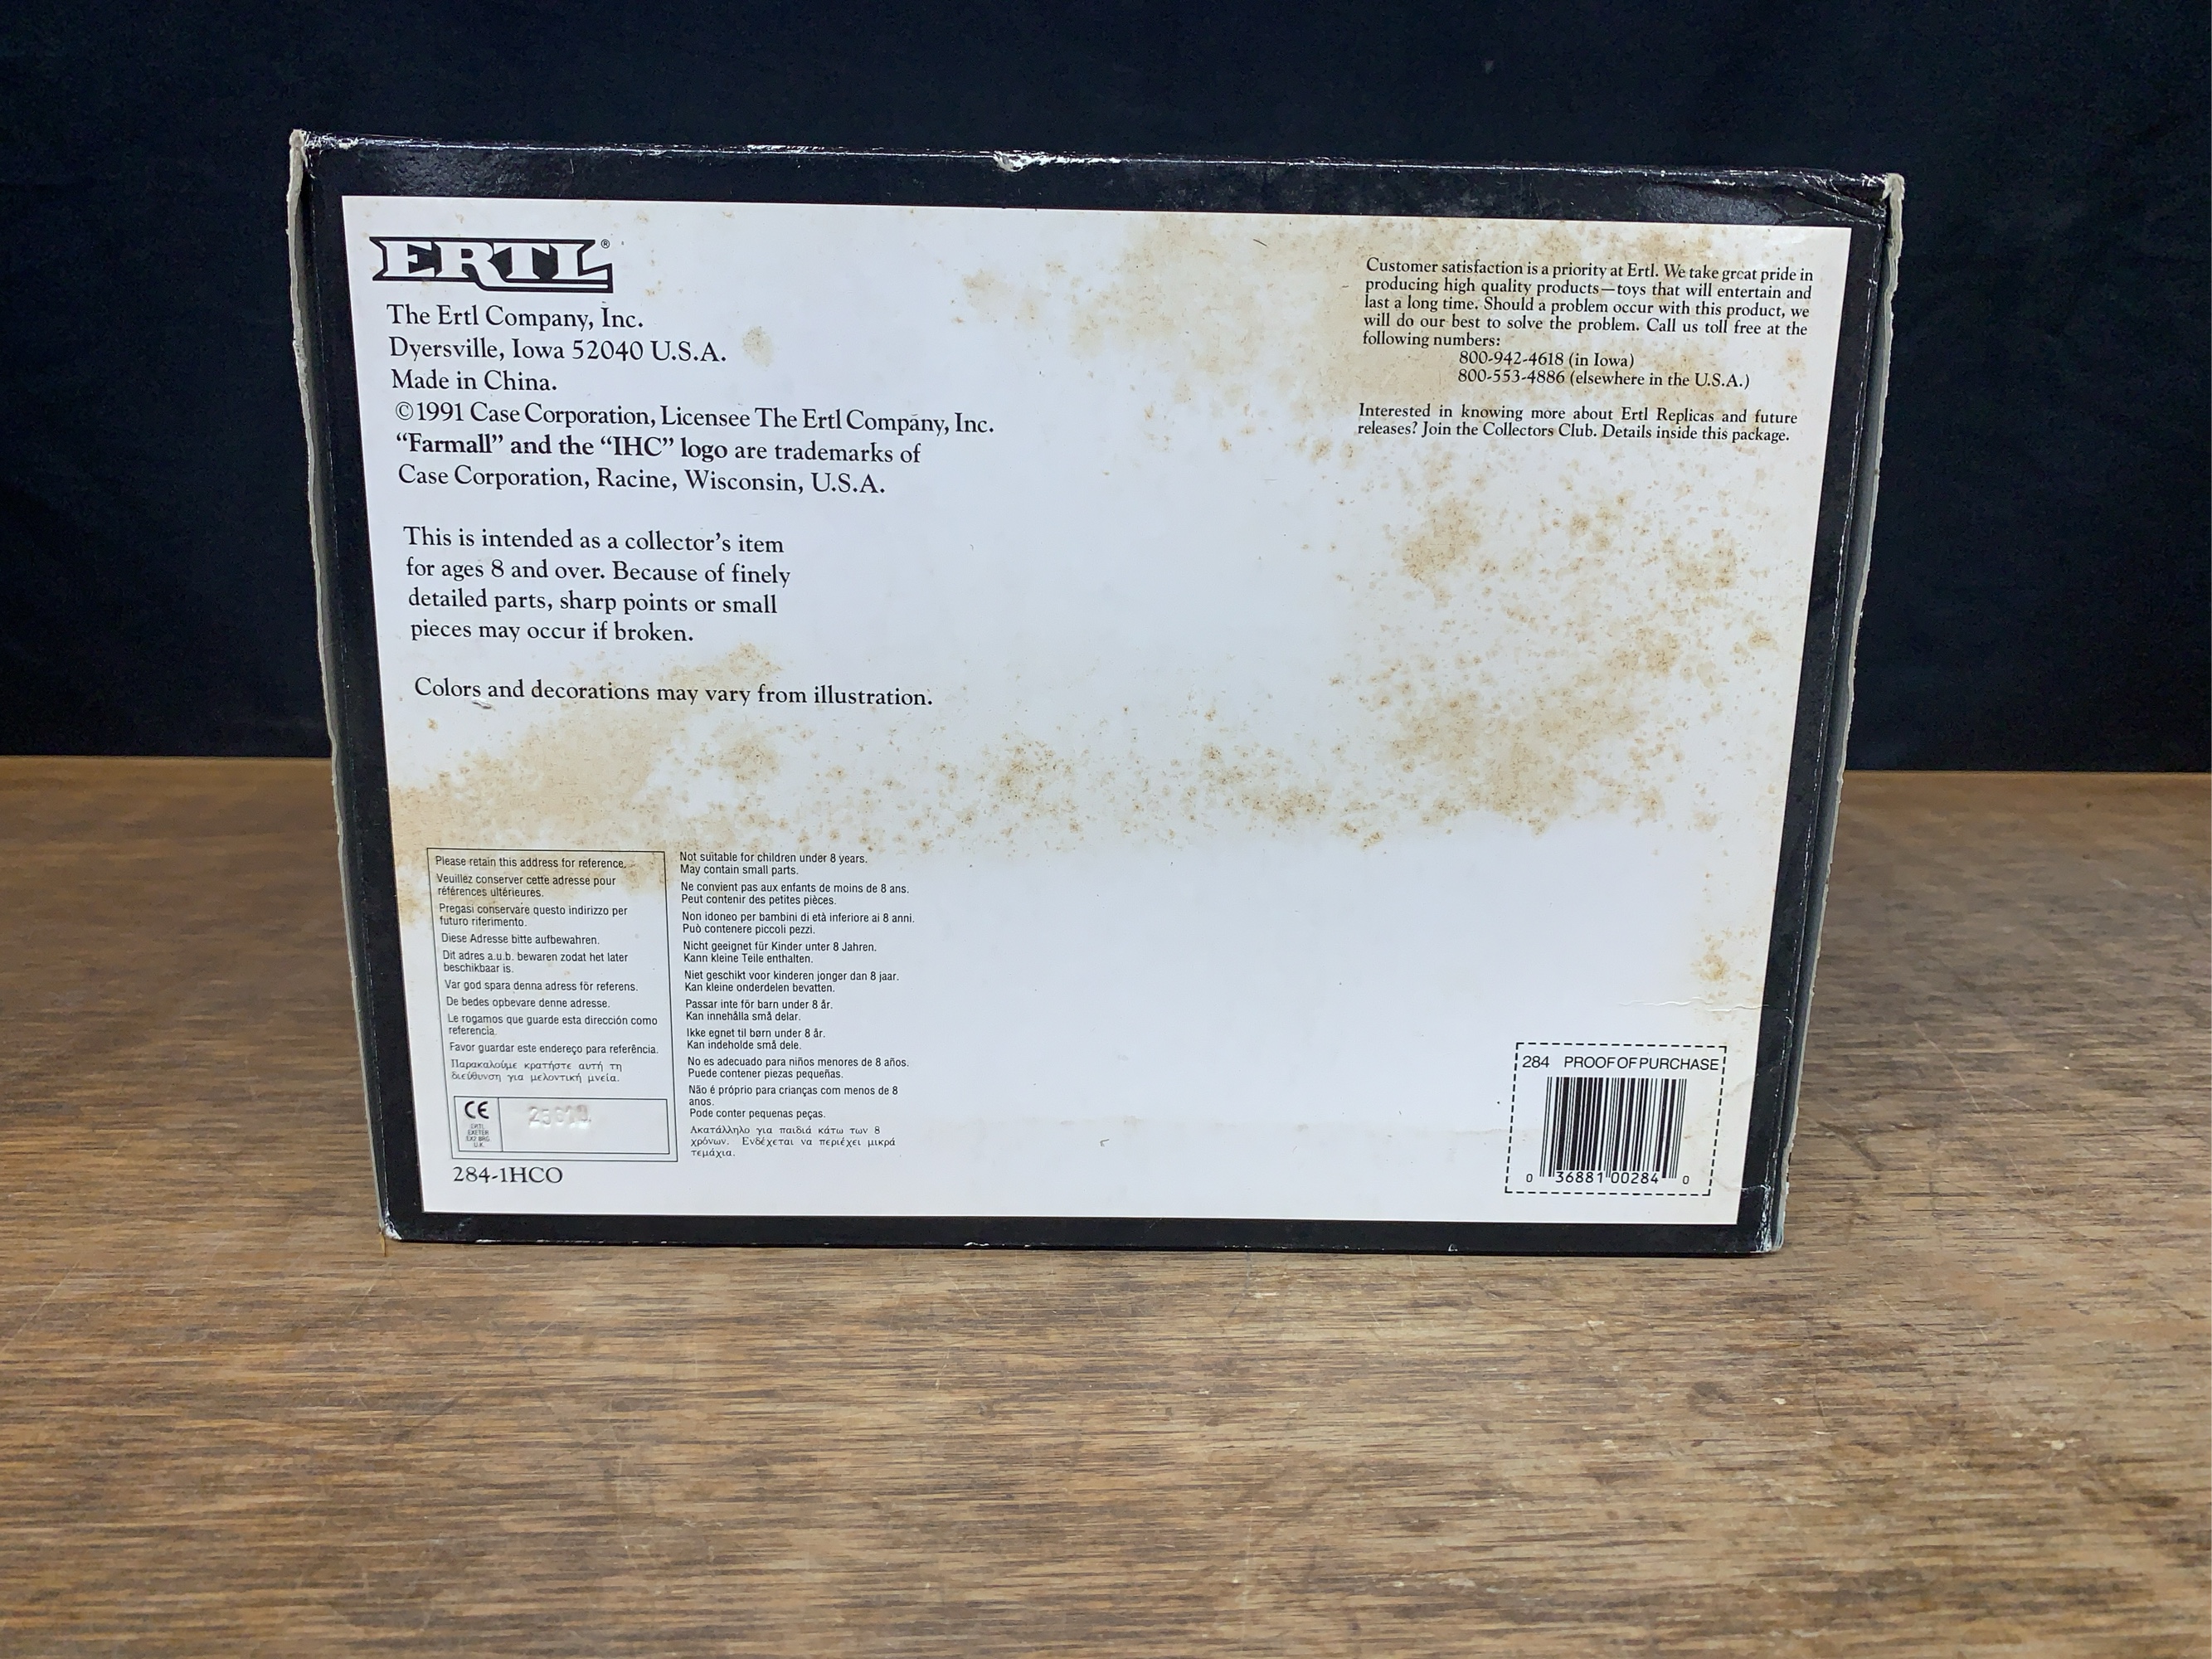 ERTL®
The Ertl Company, Inc.
Dyersville, Iowa 52040 U.S.A.
Made in China.
©1991 Case Corporation, Licensee The Ertl Company, Inc.
“Farmall” and the “IHC” logo are trademarks of
Case Corporation, Racine, Wisconsin, U.S.A.
This is intended as a collector’s item
for ages 8 and over. Because of finely
detailed parts, sharp points or small
pieces may occur if broken.
Colors and decorations may vary from illustration.
Customer satisfaction is a priority at Ertl. We take great pride in
producing high quality products—toys that will entertain and
last a long time. Should a problem occur with this product, we
will do our best to solve the problem. Call us toll free at the
following numbers:
800-942-4618 (in Iowa)
800-553-4886 (elsewhere in the U.S.A.)
Interested in knowing more about Ertl Replicas and future
releases? Join the Collectors Club. Details inside this package.
Please retain this address for reference.
Veuillez conserver cette adresse pour
références ultérieures.
Pregasi conservare questo indirizzo per
futuro riferimento.
Diese Adresse bitte aufbewahren.
Dit adres a.u.b. bewaren zodat het later
beschikbaar is.
Var god spara denna adress för referens.
De bedes opbevare denne adresse.
Le rogamos que guarde esta dirección como
referencia.
Favor guardar este endereço para referência.
Παρακαλούμε κρατήστε αυτή τη
διεύθυνση για μελοντική μνεία.
CE
ERTL
EXETER
U.K.
284-1HCO
Not suitable for children under 8 years.
May contain small parts.
Ne convient pas aux enfants de moins de 8 ans.
Peut contenir des petites pièces.
Non idoneo per bambini di età inferiore ai 8 anni.
Può contenere piccoli pezzi.
Nicht geeignet für Kinder unter 8 Jahren.
Kann kleine Teile enthalten.
Niet geschikt voor kinderen jonger dan 8 jaar.
Kan kleine onderdelen bevatten.
Passar inte för barn under 8 år.
Kan innehålla små delar.
Ikke egnet til børn under 8 år.
Kan indeholde små dele.
No es adecuado para niños menores de 8 años.
Puede contener piezas pequeñas.
Não é próprio para crianças com menos de 8
anos.
Pode conter pequenas peças.
Ακατάλληλο για παιδιά κάτω των 8
χρόνων. Ενδέχεται να περιέχει μικρά
τεμάχια.
284 PROOF OF PURCHASE
0 36881 00284 0